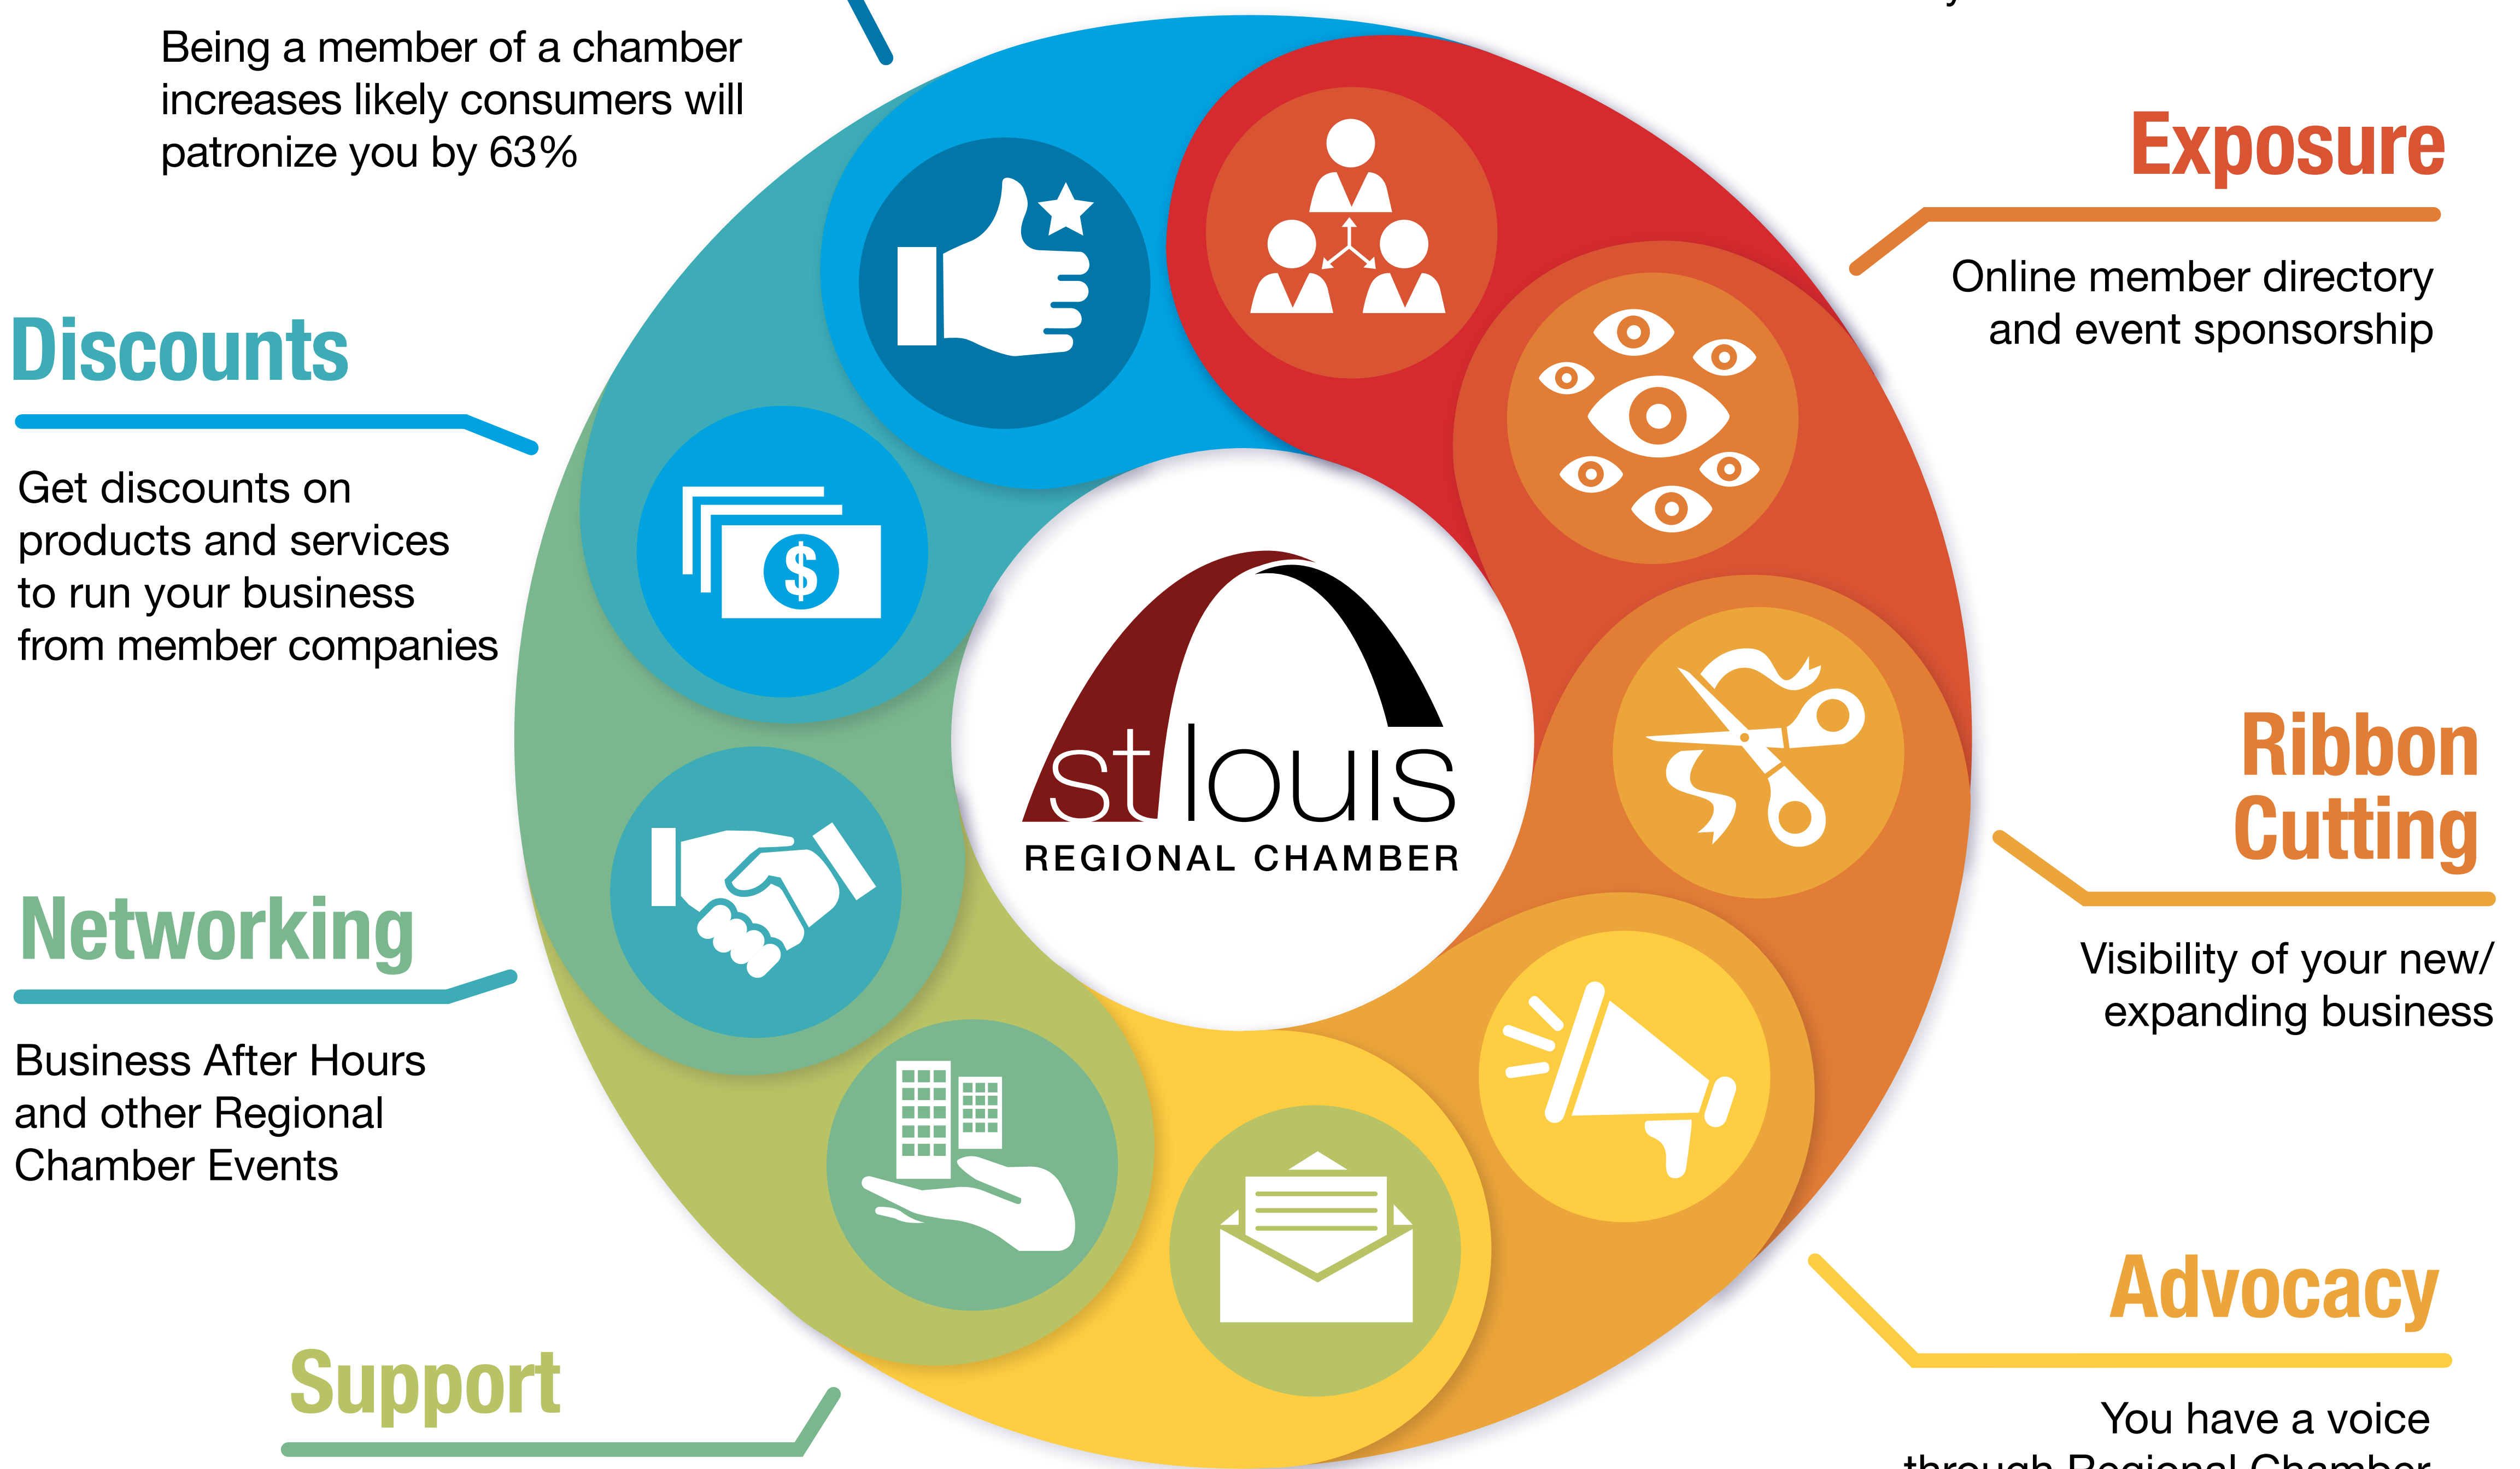 Being a member of a chamber
increases likely consumers will
patronize you by 63%
Exposure
Online member directory
and event sponsorship
Discounts
Get discounts on
products and services
to run your business
from member companies
$
st louis
REGIONAL CHAMBER
Ribbon
Cutting
Visibility of your new/
expanding business
Networking
Business After Hours
and other Regional
Chamber Events
Advocacy
You have a voice
through Regional Chamber
Support